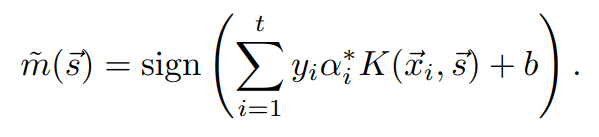 m̃(s⃗) = sign ( ∑_{i=1}^{t} y_i α_i^* K(x⃗_i, s⃗) + b ) .